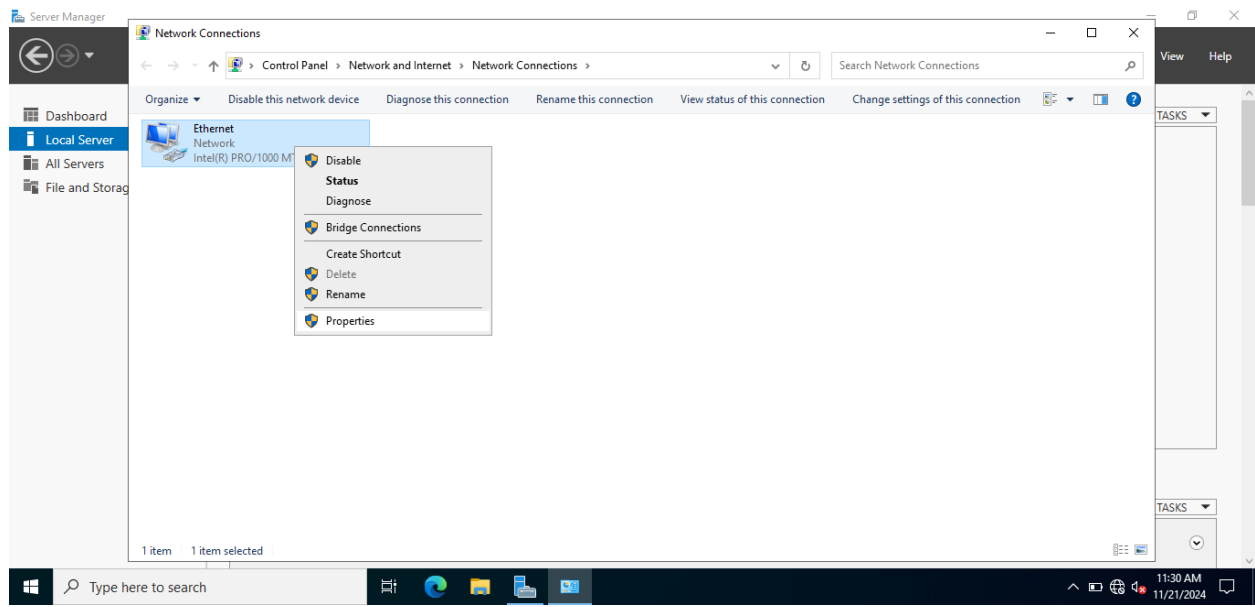 Server Manager
Network Connections
View Help
Control Panel > Network and Internet > Network Connections >
Search Network Connections
Organize Disable this network device Diagnose this connection Rename this connection View status of this connection Change settings of this connection
Dashboard
Local Server
All Servers
File and Storag
Ethernet
Network
Intel(R) PRO/1000 M
Disable
Status
Diagnose
Bridge Connections
Create Shortcut
Delete
Rename
Properties
TASKS
TASKS
1 item 1 item selected
Type here to search
11:30 AM
11/21/2024